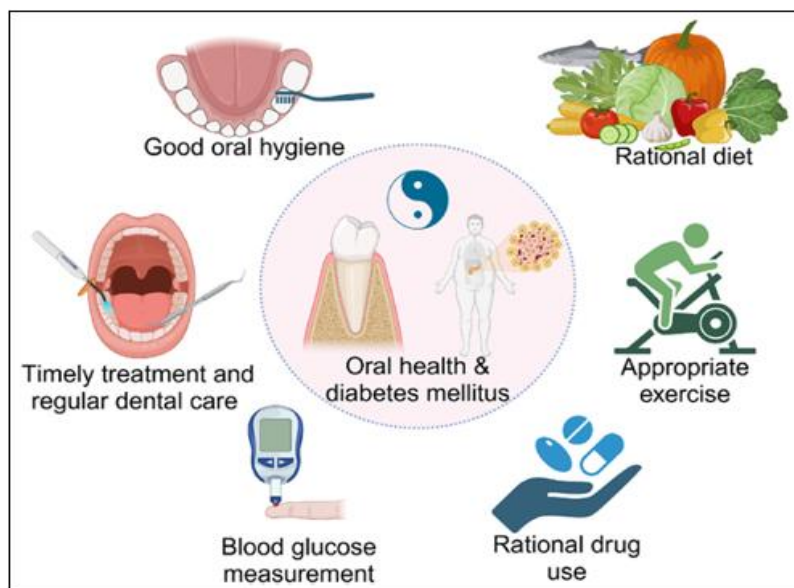 Good oral hygiene
Rational diet
Timely treatment and
regular dental care
Oral health &
diabetes mellitus
Appropriate
exercise
Blood glucose
measurement
Rational drug
use